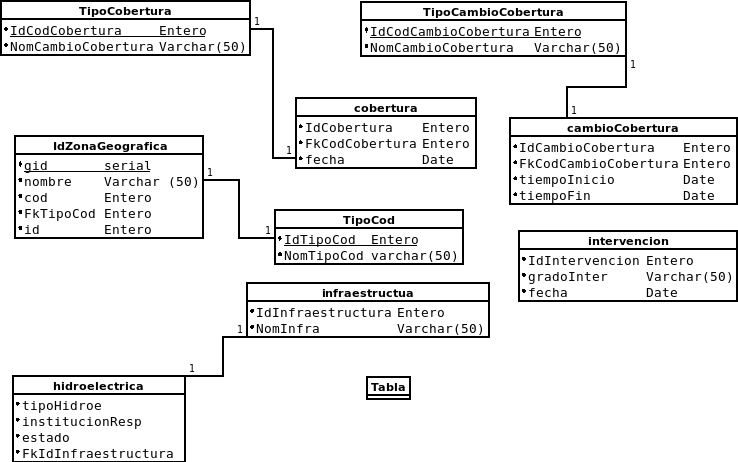 TipoCobertura
IdCodCobertura Entero
NomCambioCobertura Varchar(50)
1
TipoCambioCobertura
IdCodCambioCobertura Entero
NomCambioCobertura Varchar(50)
1
1
cobertura
IdCobertura Entero
FkCodCobertura Entero
fecha Date
1
cambioCobertura
IdCambioCobertura Entero
FkCodCambioCobertura Entero
tiempoInicio Date
tiempoFin Date
IdZonaGeografica
gid serial
nombre Varchar (50)
cod Entero
FkTipoCod Entero
id Entero
1
1
TipoCod
IdTipoCod Entero
NomTipoCod varchar(50)
intervencion
IdIntervencion Entero
gradoInter Varchar(50)
fecha Date
infraestructua
IdInfraestructura Entero
NomInfra Varchar(50)
1
1
hidroelectrica
tipoHidroe
institucionResp
estado
FkIdInfraestructura
Tabla